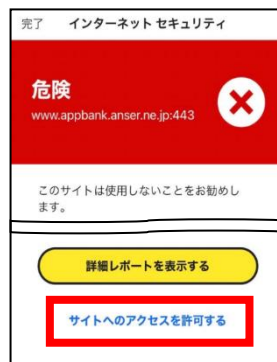 完了 インターネット セキュリティ
危険
www.appbank.anser.ne.jp:443
このサイトは使用しないことをお勧めし
ます。
詳細レポートを表示する
サイトへのアクセスを許可する